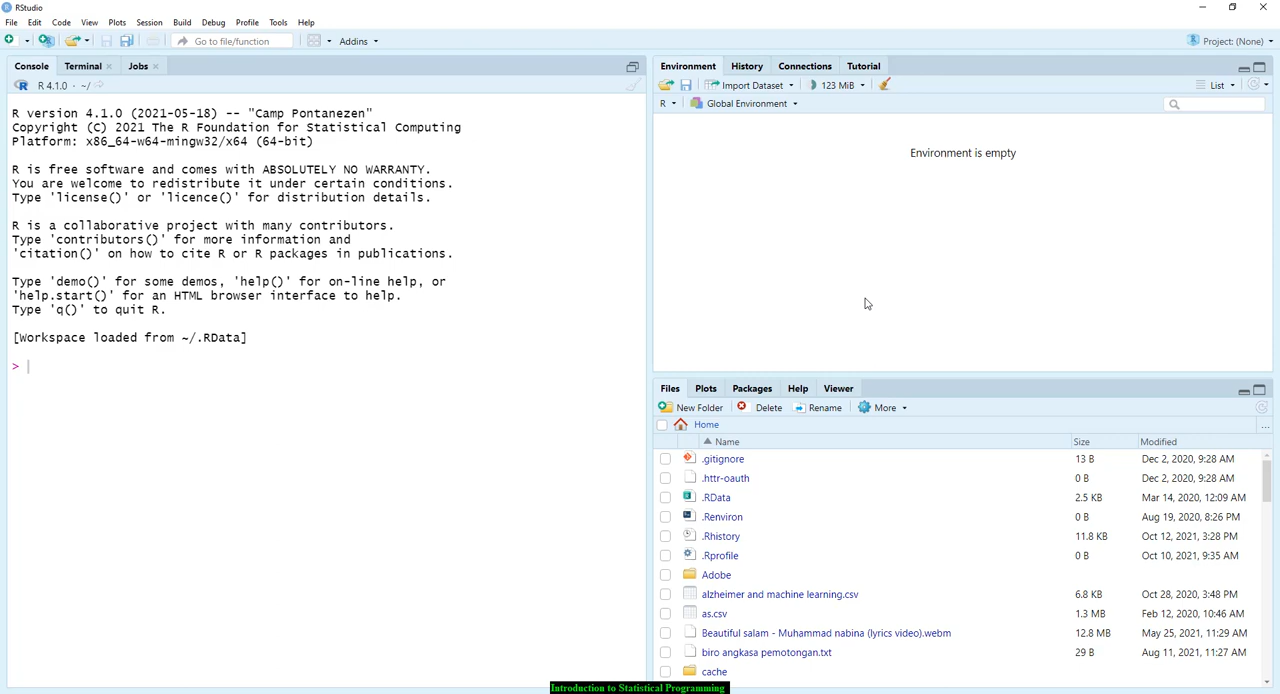 RStudio
File Edit Code View Plots Session Build Debug Profile Tools Help
Go to file/function Addins Project: (None)
Console Terminal Jobs
R 4.1.0 · ~/
R version 4.1.0 (2021-05-18) -- "Camp Pontanezen"
Copyright (C) 2021 The R Foundation for Statistical Computing
Platform: x86_64-w64-mingw32/x64 (64-bit)
R is free software and comes with ABSOLUTELY NO WARRANTY.
You are welcome to redistribute it under certain conditions.
Type 'license()' or 'licence()' for distribution details.
R is a collaborative project with many contributors.
Type 'contributors()' for more information and
'citation()' on how to cite R or R packages in publications.
Type 'demo()' for some demos, 'help()' for on-line help, or
'help.start()' for an HTML browser interface to help.
Type 'q()' to quit R.
[Workspace loaded from ~/.RData]
>
Environment History Connections Tutorial
Import Dataset 123 MiB List
R Global Environment
Environment is empty
Files Plots Packages Help Viewer
New Folder Delete Rename More
Home ...
Name Size Modified
.gitignore 13 B Dec 2, 2020, 9:28 AM
.httr-oauth 0 B Dec 2, 2020, 9:28 AM
.RData 2.5 KB Mar 14, 2020, 12:09 AM
.Renviron 0 B Aug 19, 2020, 8:26 PM
.Rhistory 11.8 KB Oct 12, 2021, 3:28 PM
.Rprofile 0 B Oct 10, 2021, 9:35 AM
Adobe
alzheimer and machine learning.csv 6.8 KB Oct 28, 2020, 3:48 PM
as.csv 1.3 MB Feb 12, 2020, 10:46 AM
Beautiful salam - Muhammad nabina (lyrics video).webm 12.8 MB May 25, 2021, 11:29 AM
biro angkasa pemotongan.txt 29 B Aug 11, 2021, 11:27 AM
cache
Introduction to Statistical Programming